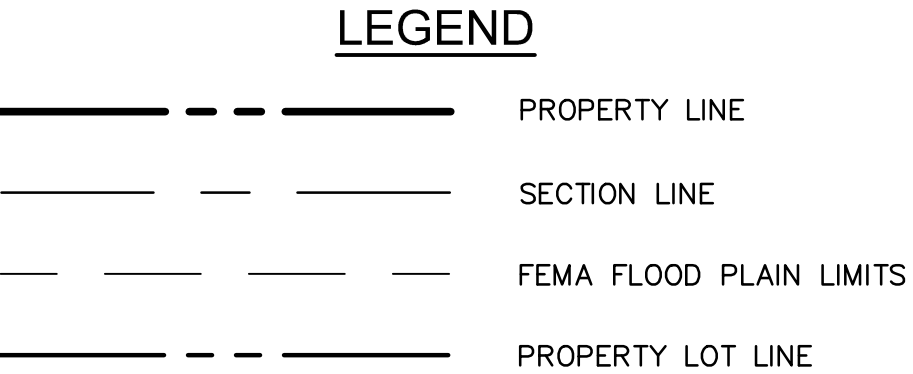 LEGEND
PROPERTY LINE
SECTION LINE
FEMA FLOOD PLAIN LIMITS
PROPERTY LOT LINE